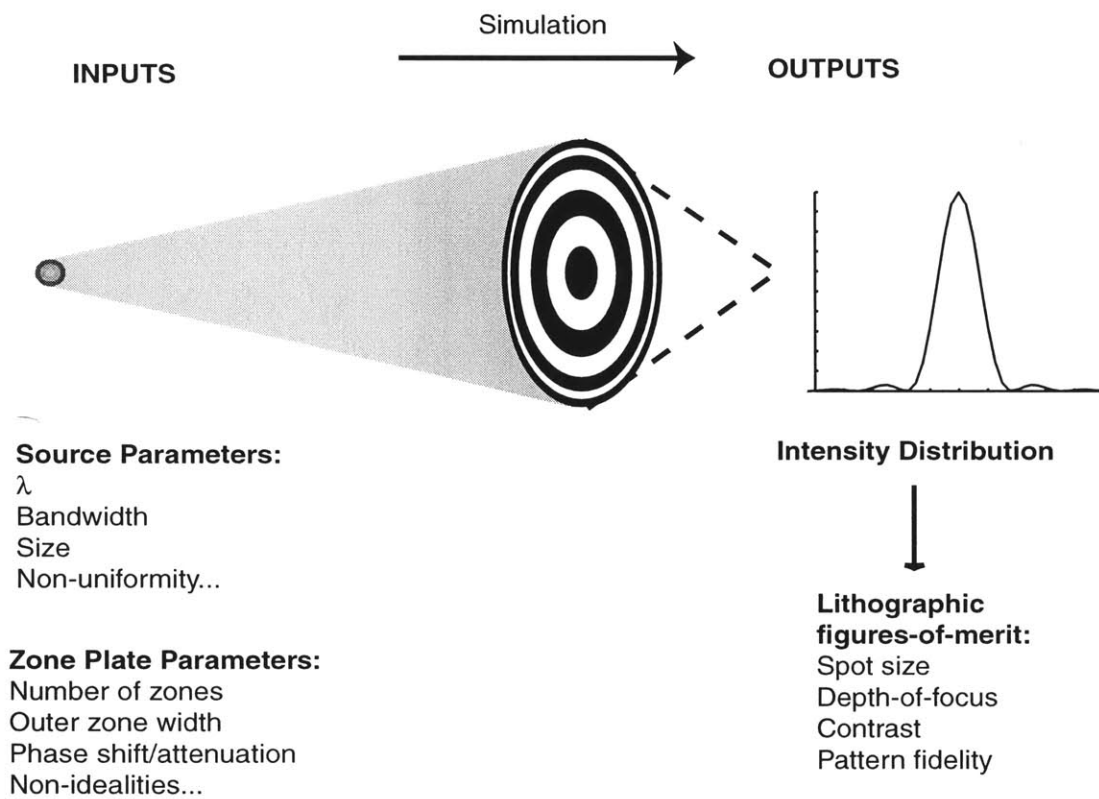 Simulation
INPUTS
OUTPUTS
Source Parameters:
λ
Bandwidth
Size
Non-uniformity...
Zone Plate Parameters:
Number of zones
Outer zone width
Phase shift/attenuation
Non-idealities...
Intensity Distribution
Lithographic
figures-of-merit:
Spot size
Depth-of-focus
Contrast
Pattern fidelity